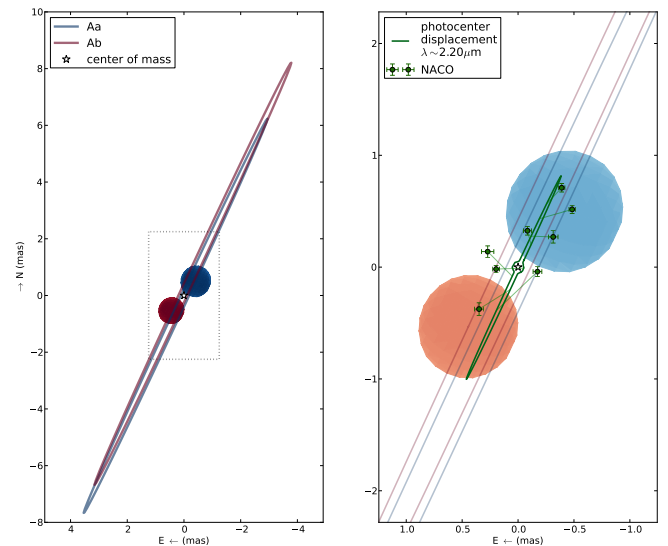 Aa
Ab
center of mass
10
8
6
4
2
0
−2
−4
−6
−8
→ N (mas)
4
2
0
−2
−4
E ← (mas)
photocenter
displacement
λ∼2.20μm
NACO
2
1
0
−1
−2
1.0
0.5
0.0
−0.5
−1.0
E ← (mas)